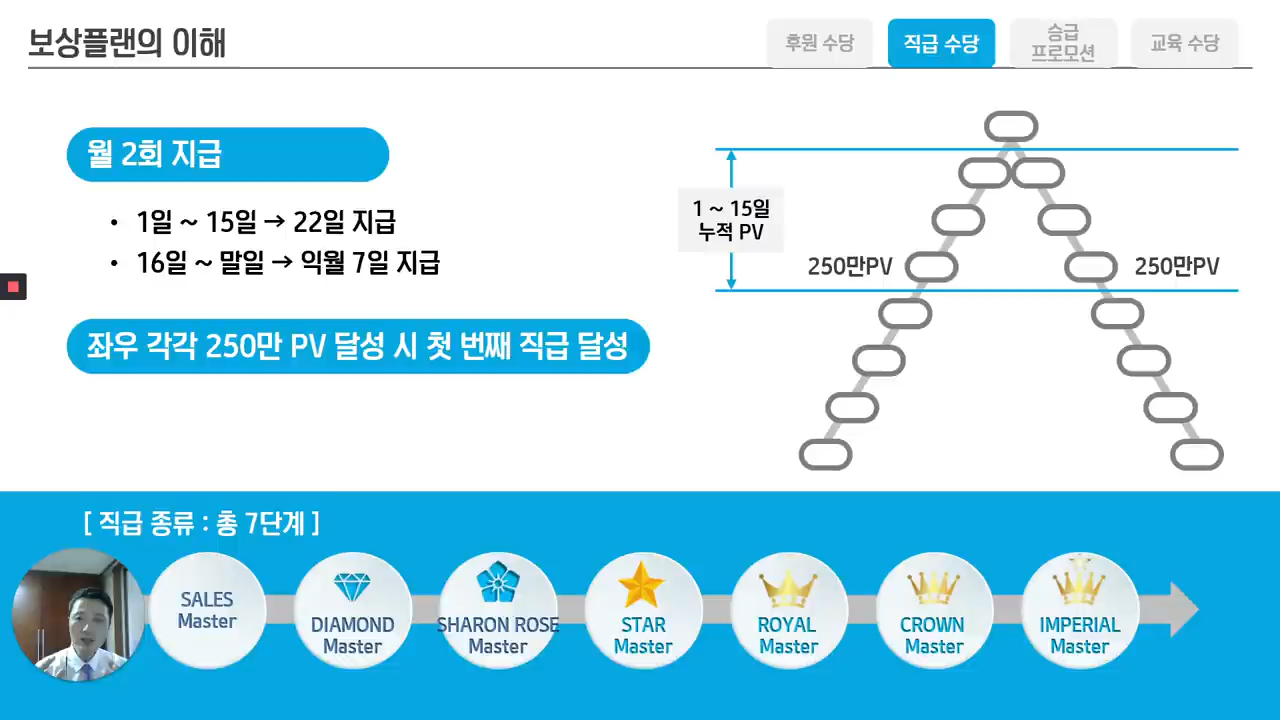 보상플랜의 이해
후원 수당
직급 수당
승급
프로모션
교육 수당
월 2회 지급
• 1일 ~ 15일 → 22일 지급
• 16일 ~ 말일 → 익월 7일 지급
좌우 각각 250만 PV 달성 시 첫 번째 직급 달성
1 ~ 15일
누적 PV
250만PV
250만PV
[ 직급 종류 : 총 7단계 ]
SALES
Master
DIAMOND
Master
SHARON ROSE
Master
STAR
Master
ROYAL
Master
CROWN
Master
IMPERIAL
Master